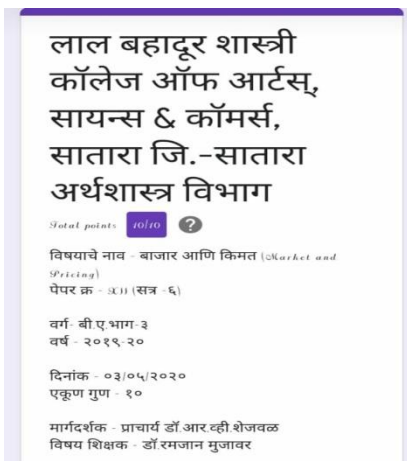 लाल बहादूर शास्त्री
कॉलेज ऑफ आर्टस्,
सायन्स & कॉमर्स,
सातारा जि.-सातारा
अर्थशास्त्र विभाग
Total points 10/10 ?
विषयाचे नाव - बाजार आणि किमत (Market and
Pricing)
पेपर क्र - XII (सत्र -६)
वर्ग- बी.ए.भाग-३
वर्ष - २०१९-२०
दिनांक - ०३/०५/२०२०
एकूण गुण - १०
मार्गदर्शक - प्राचार्य डॉ.आर.व्ही.शेजवळ
विषय शिक्षक - डॉ.रमजान मुजावर